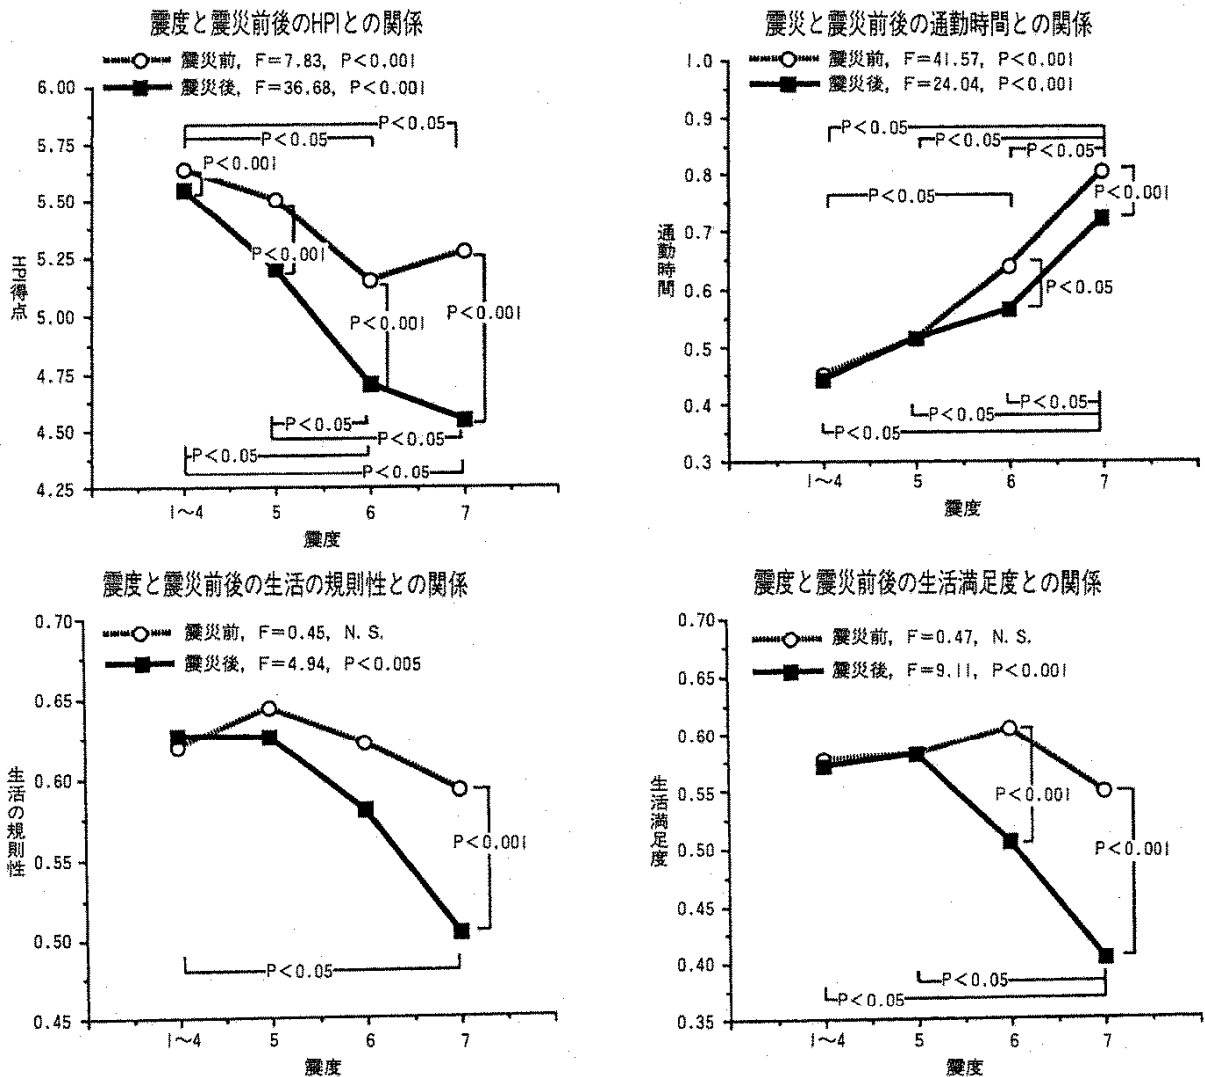 震度と震災前後のHPIとの関係
震災前, F=7.83, P<0.001
震災後, F=36.68, P<0.001
6.00
5.75
5.50
5.25
5.00
4.75
4.50
4.25
HPI得点
P<0.05
P<0.05
P<0.001
P<0.001
P<0.001
P<0.001
P<0.05
P<0.05
P<0.05
P<0.05
1〜4
5
6
7
震度
震災と震災前後の通勤時間との関係
震災前, F=41.57, P<0.001
震災後, F=24.04, P<0.001
1.0
0.9
0.8
0.7
0.6
0.5
0.4
0.3
通勤時間
P<0.05
P<0.05
P<0.05
P<0.05
P<0.001
P<0.05
P<0.05
P<0.05
P<0.05
1〜4
5
6
7
震度
震度と震災前後の生活の規則性との関係
震災前, F=0.45, N.S.
震災後, F=4.94, P<0.005
0.70
0.65
0.60
0.55
0.50
0.45
生活の規則性
P<0.001
P<0.05
1〜4
5
6
7
震度
震度と震災前後の生活満足度との関係
震災前, F=0.47, N.S.
震災後, F=9.11, P<0.001
0.70
0.65
0.60
0.55
0.50
0.45
0.40
0.35
生活満足度
P<0.001
P<0.001
P<0.05
P<0.05
1〜4
5
6
7
震度